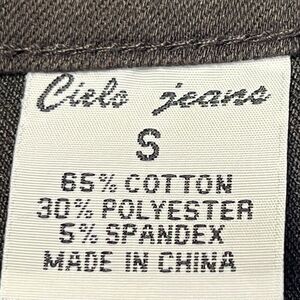 Cielo jeans
S
65% COTTON
30% POLYESTER
5% SPANDEX
MADE IN CHINA